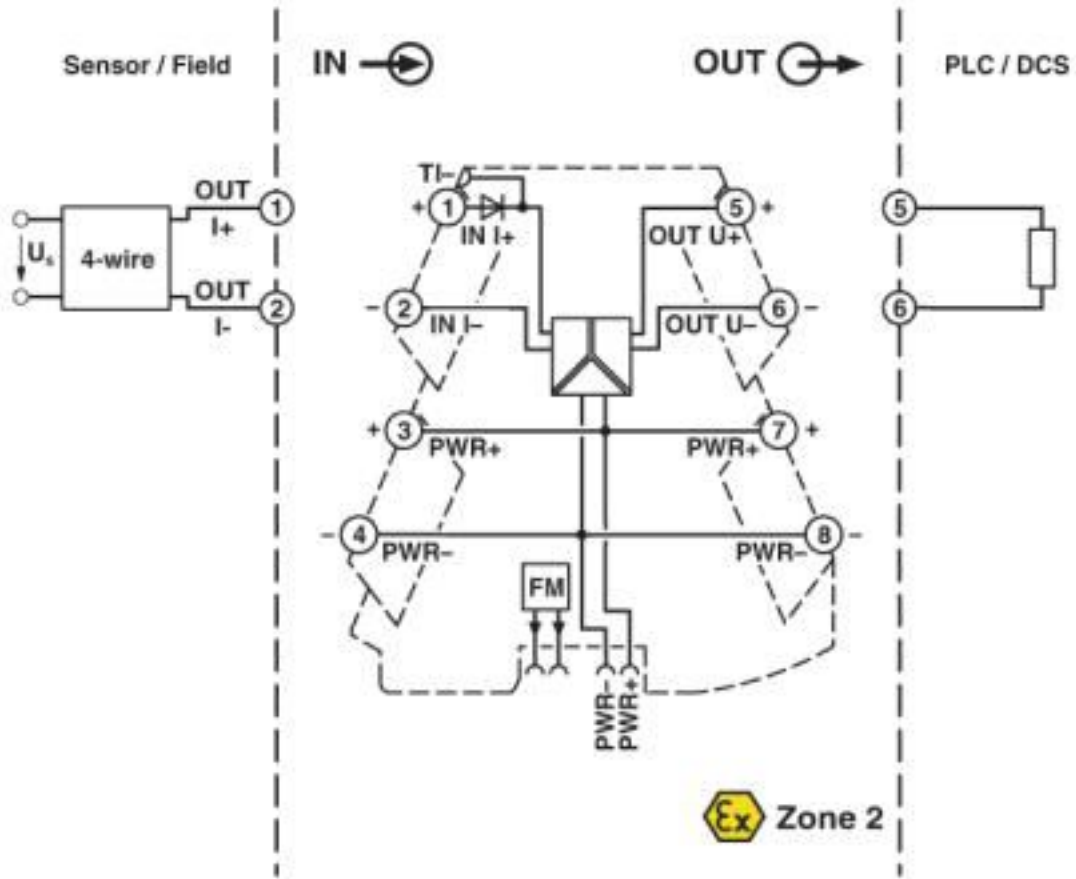 Sensor / Field
IN
OUT
PLC / DCS
TI–
OUT
1
I+
+
1
IN I+
5
+
OUT U+
5
Us
4-wire
OUT
2
I-
–
2
IN I–
6
–
OUT U–
6
+
3
PWR+
7
+
PWR+
–
4
PWR–
8
–
PWR–
FM
PWR–
PWR+
Ex
Zone 2